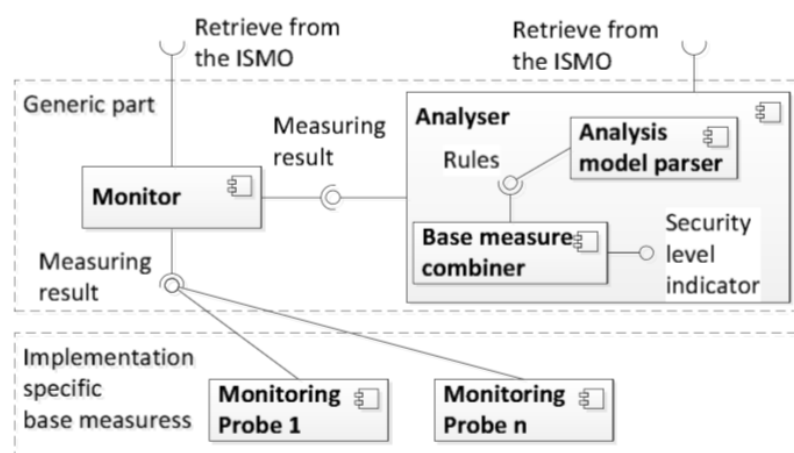 Retrieve from
the ISMO
Retrieve from
the ISMO
Generic part
Measuring
result
Analyser
Analysis
model parser
Rules
Monitor
Base measure
combiner
Security
level
indicator
Measuring
result
Implementation
specific
base measuress
Monitoring
Probe 1
Monitoring
Probe n